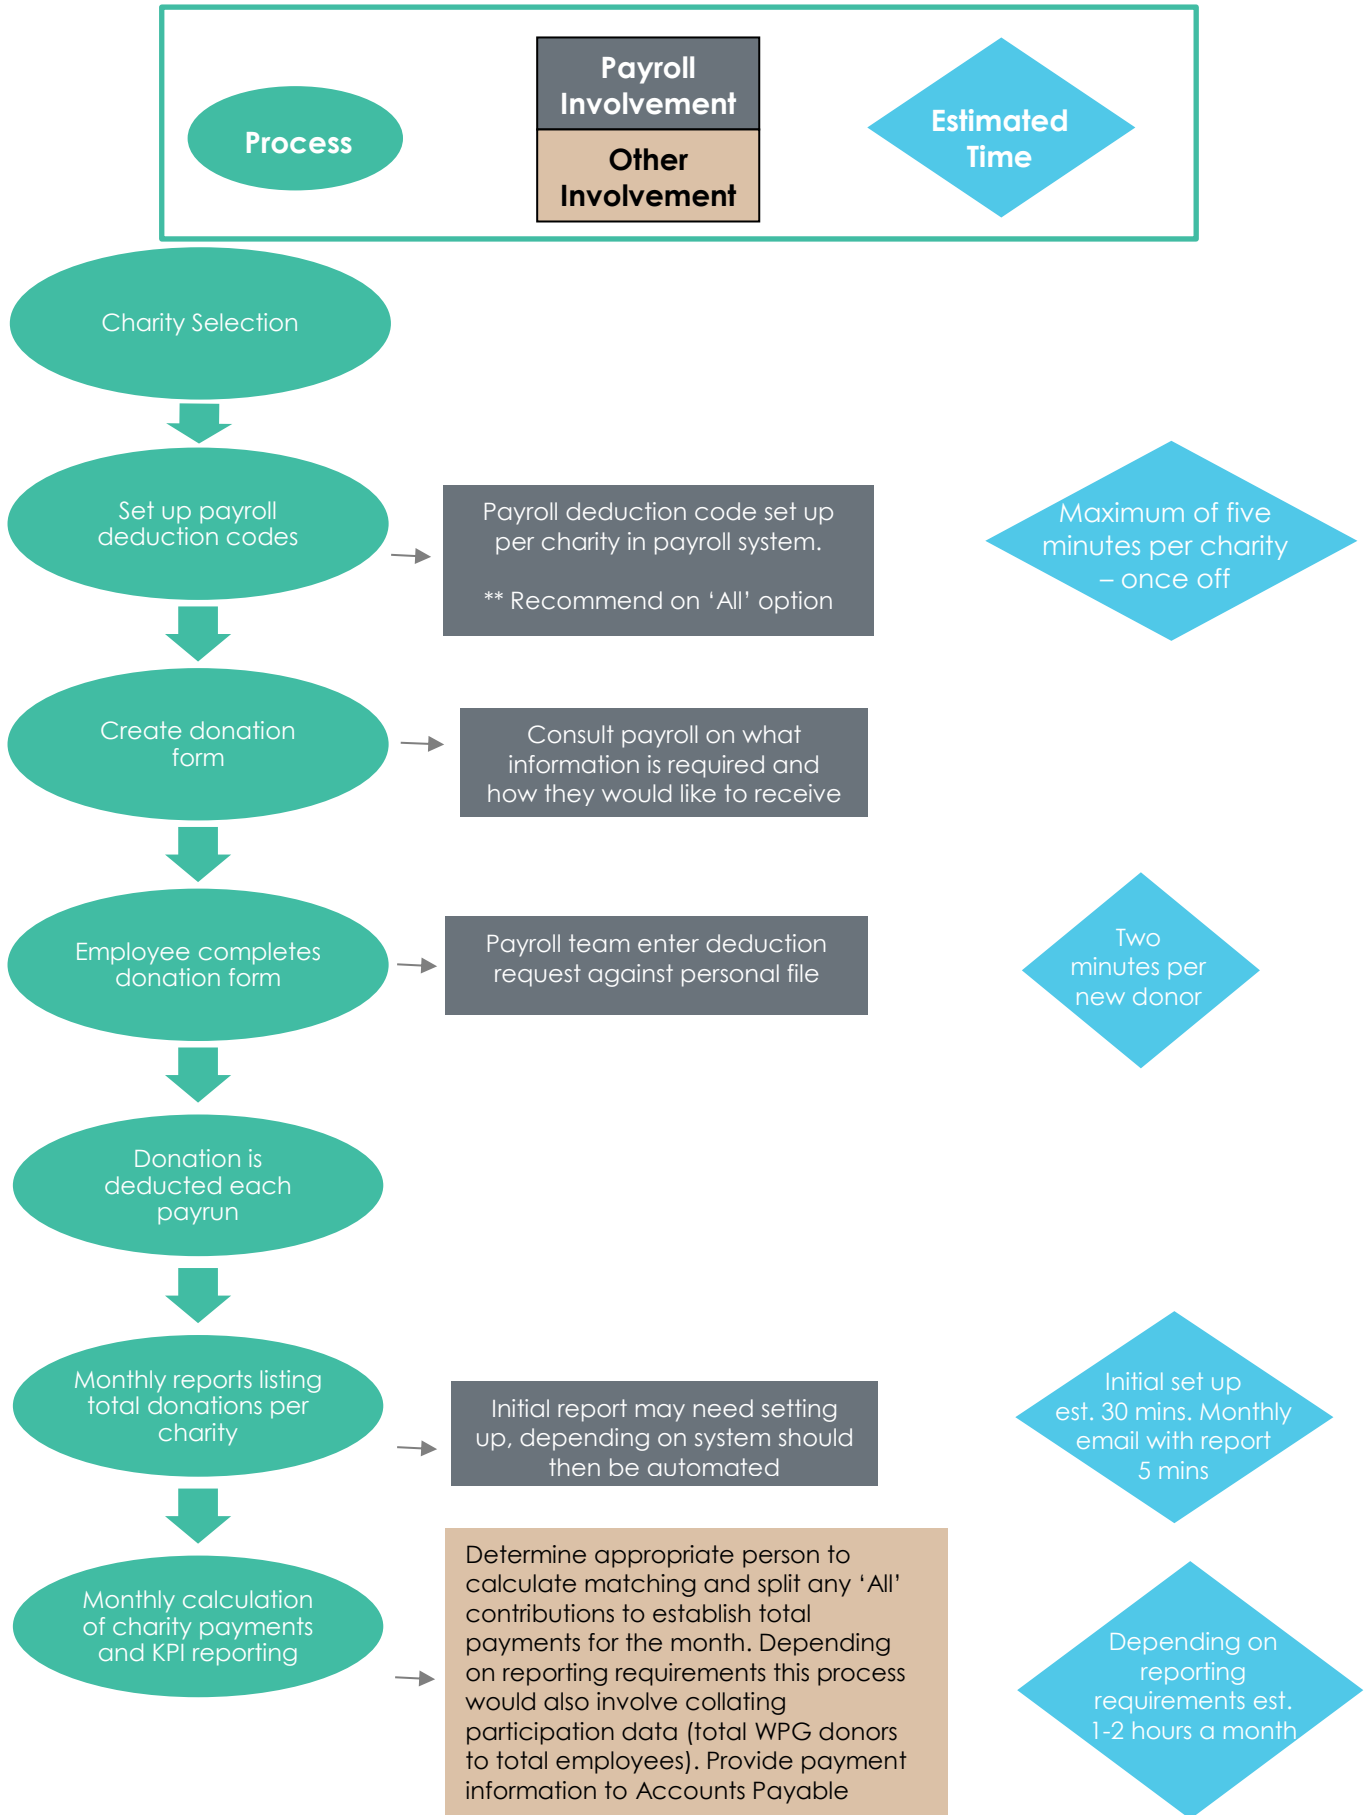 Process
Payroll
Involvement
Other
Involvement
Estimated
Time
Charity Selection
Set up payroll
deduction codes
Payroll deduction code set up
per charity in payroll system.
** Recommend on ‘All’ option
Maximum of five
minutes per charity
– once off
Create donation
form
Consult payroll on what
information is required and
how they would like to receive
Employee completes
donation form
Payroll team enter deduction
request against personal file
Two
minutes per
new donor
Donation is
deducted each
payrun
Monthly reports listing
total donations per
charity
Initial report may need setting
up, depending on system should
then be automated
Initial set up
est. 30 mins. Monthly
email with report
5 mins
Monthly calculation
of charity payments
and KPI reporting
Determine appropriate person to
calculate matching and split any ‘All’
contributions to establish total
payments for the month. Depending
on reporting requirements this process
would also involve collating
participation data (total WPG donors
to total employees). Provide payment
information to Accounts Payable
Depending on
reporting
requirements est.
1-2 hours a month